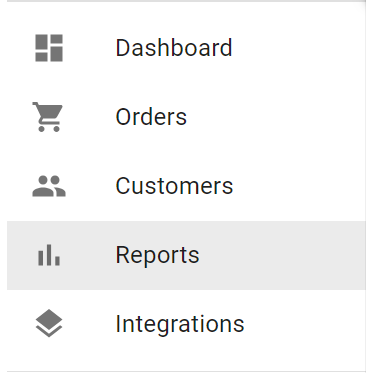 Dashboard
Orders
Customers
Reports
Integrations